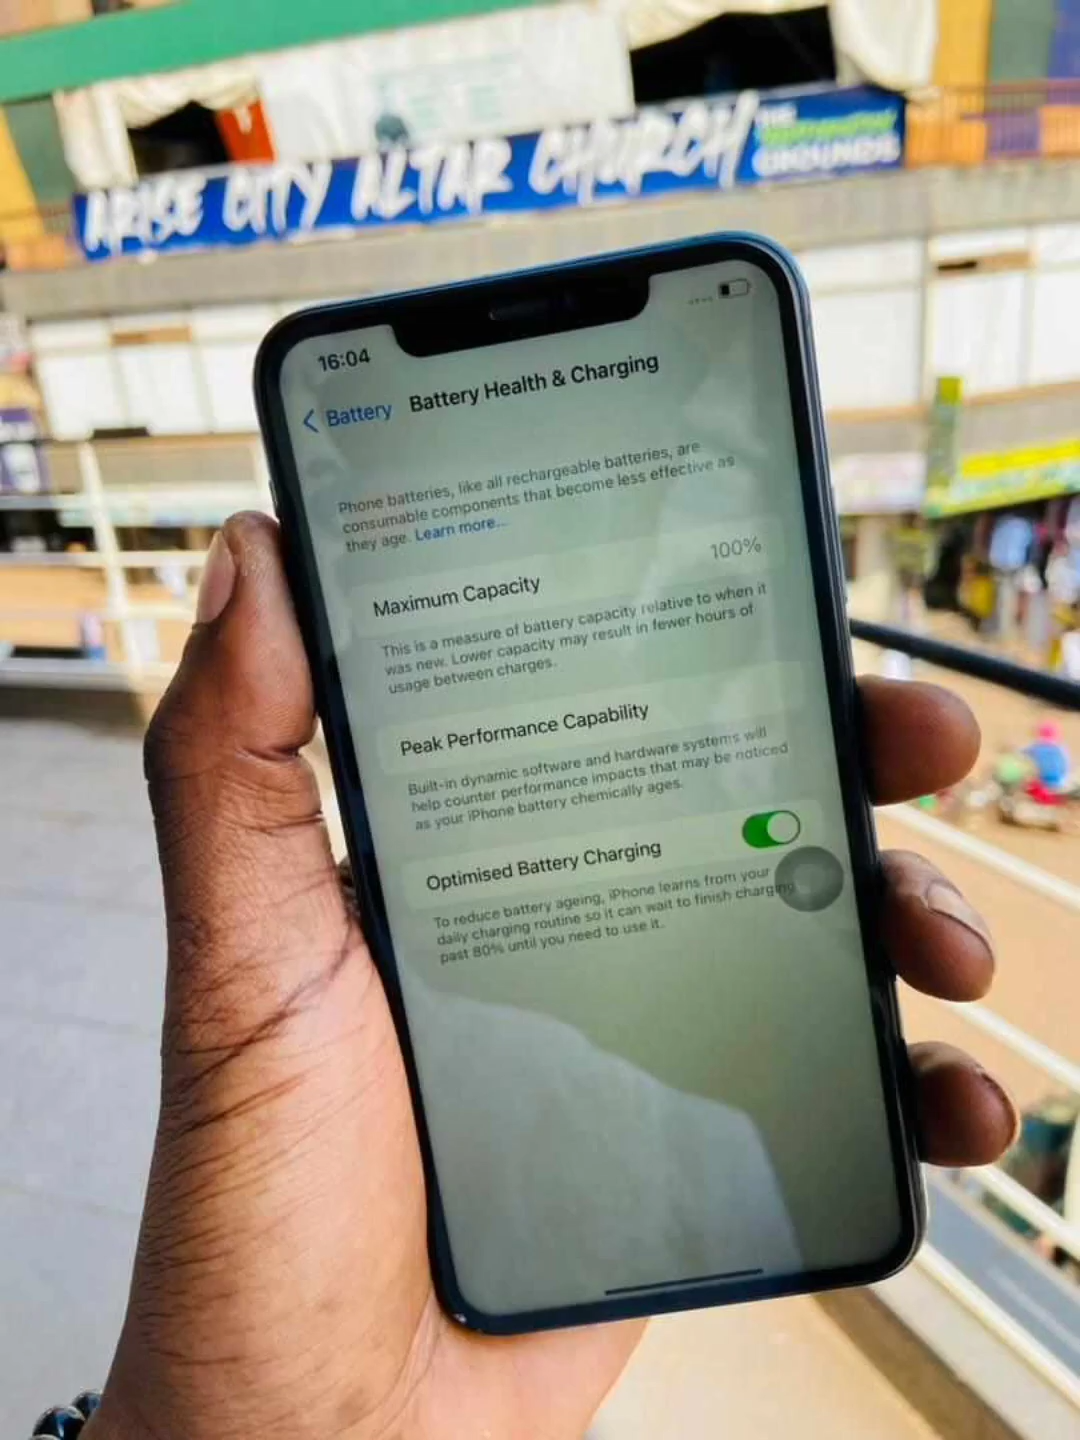 ARISE CITY ALTAR CHURCH
THE
GROUNDS
16:04
Battery
Battery Health & Charging
Phone batteries, like all rechargeable batteries, are
consumable components that become less effective as
they age. Learn more...
Maximum Capacity
100%
This is a measure of battery capacity relative to when it
was new. Lower capacity may result in fewer hours of
usage between charges.
Peak Performance Capability
Built-in dynamic software and hardware systems will
help counter performance impacts that may be noticed
as your iPhone battery chemically ages.
Optimised Battery Charging
To reduce battery ageing, iPhone learns from your
daily charging routine so it can wait to finish charging
past 80% until you need to use it.